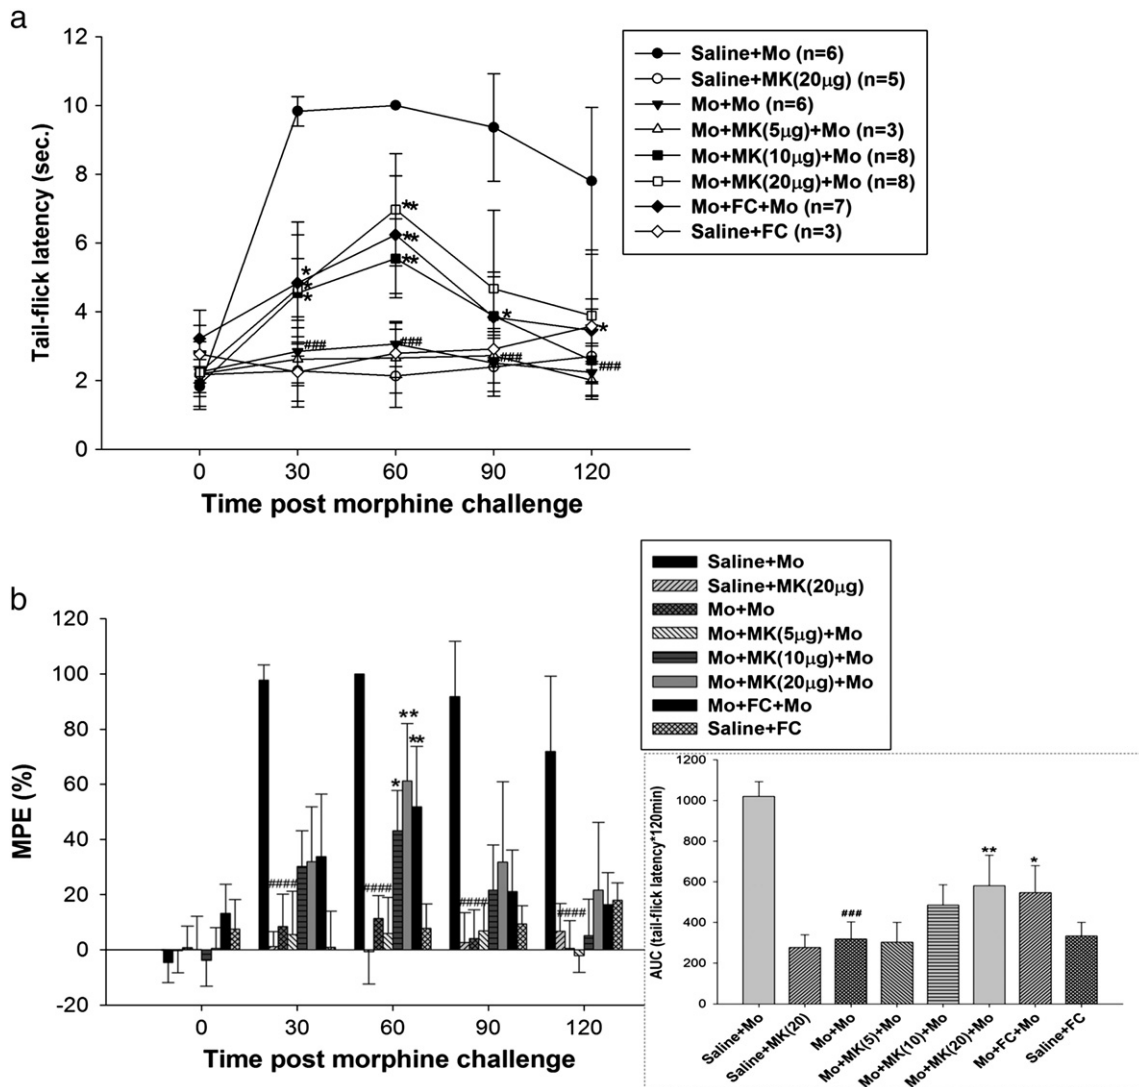 a
12
10
8
6
4
2
0
Tail-flick latency (sec.)
Saline+Mo (n=6)
Saline+MK(20μg) (n=5)
Mo+Mo (n=6)
Mo+MK(5μg)+Mo (n=3)
Mo+MK(10μg)+Mo (n=8)
Mo+MK(20μg)+Mo (n=8)
Mo+FC+Mo (n=7)
Saline+FC (n=3)
**
**
**
*
*
*
*
*
###
###
###
###
0 30 60 90 120
Time post morphine challenge
b
120
100
80
60
40
20
0
-20
MPE (%)
Saline+Mo
Saline+MK(20μg)
Mo+Mo
Mo+MK(5μg)+Mo
Mo+MK(10μg)+Mo
Mo+MK(20μg)+Mo
Mo+FC+Mo
Saline+FC
**
**
*
####
####
####
####
0 30 60 90 120
Time post morphine challenge
1200
1000
800
600
400
200
0
AUC (tail-flick latency*120min)
###
**
*
Saline+Mo
Saline+MK(20)
Mo+Mo
Mo+MK(5)+Mo
Mo+MK(10)+Mo
Mo+MK(20)+Mo
Mo+FC+Mo
Saline+FC